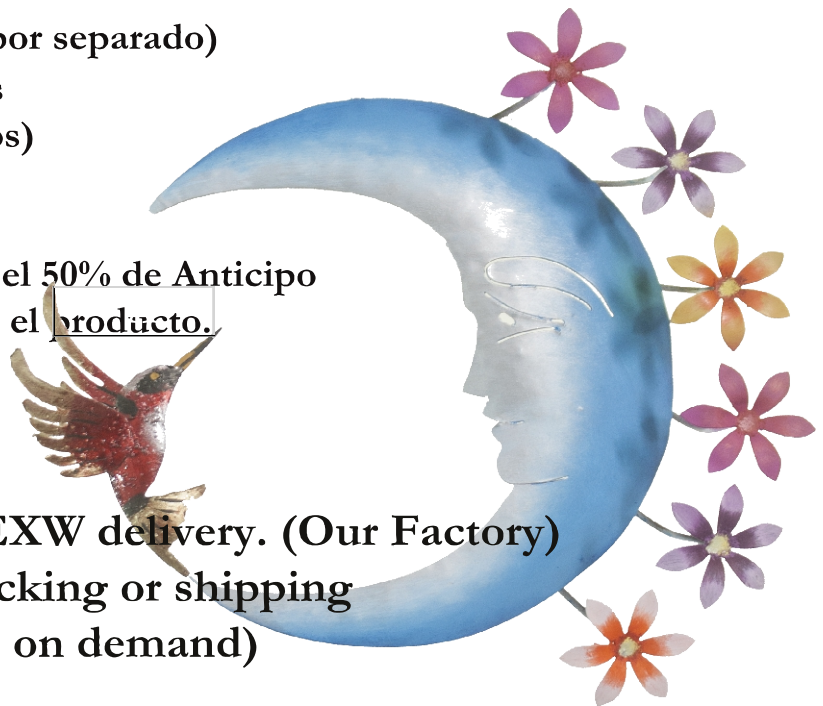 por separado)
s
os)
el 50% de Anticipo
el producto.
EXW delivery. (Our Factory)
cking or shipping
on demand)